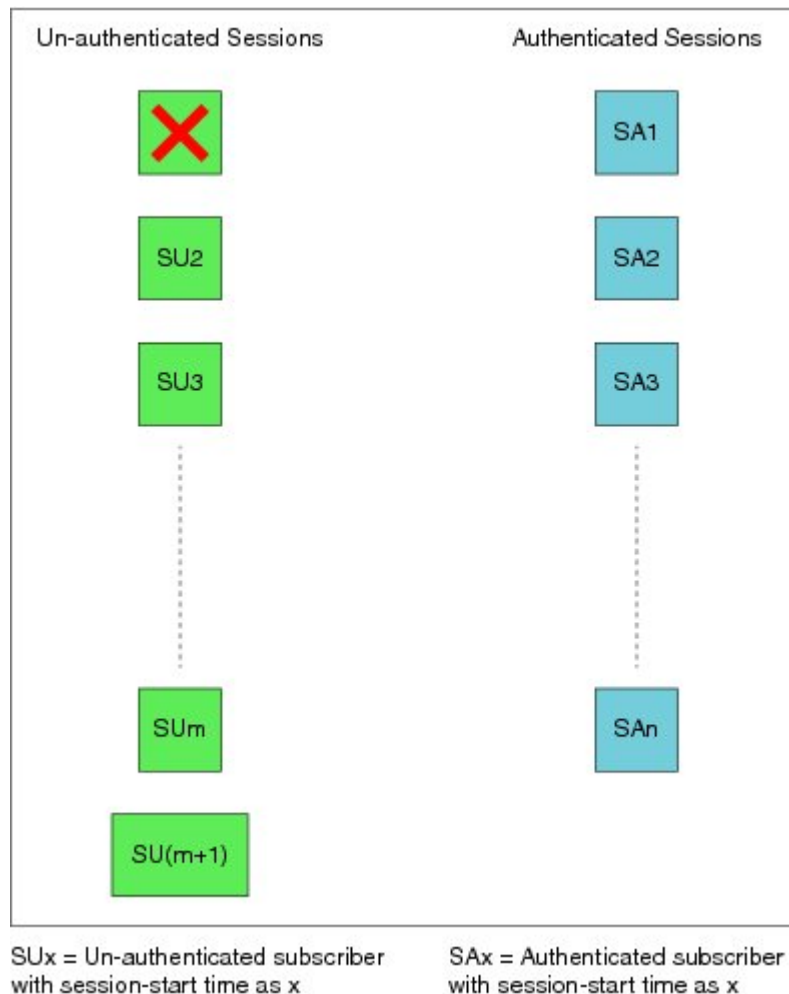 Un-authenticated Sessions
Authenticated Sessions
SA1
SU2
SA2
SU3
SA3
SUm
SAn
SU(m+1)
SUx = Un-authenticated subscriber
with session-start time as x
SAx = Authenticated subscriber
with session-start time as x